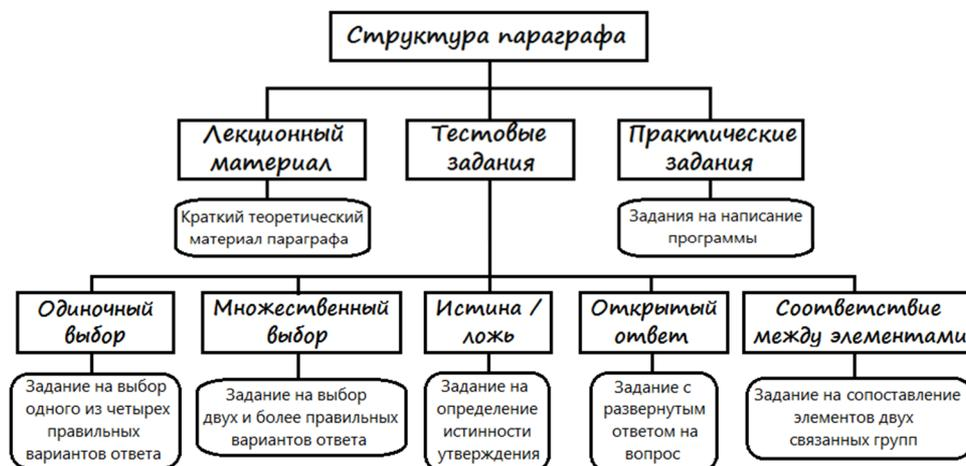 Структура параграфа
Лекционный
материал
Тестовые
задания
Практические
задания
Краткий теоретический
материал параграфа
Задания на написание
программы
Одиночный
выбор
Множественный
выбор
Истина /
ложь
Открытый
ответ
Соответствие
между элементами
Задание на выбор
одного из четырех
правильных
вариантов ответа
Задание на выбор
двух и более правильных
вариантов ответа
Задание на
определение
истинности
утверждения
Задание с
развернутым
ответом на
вопрос
Задание на сопоставление
элементов двух
связанных групп